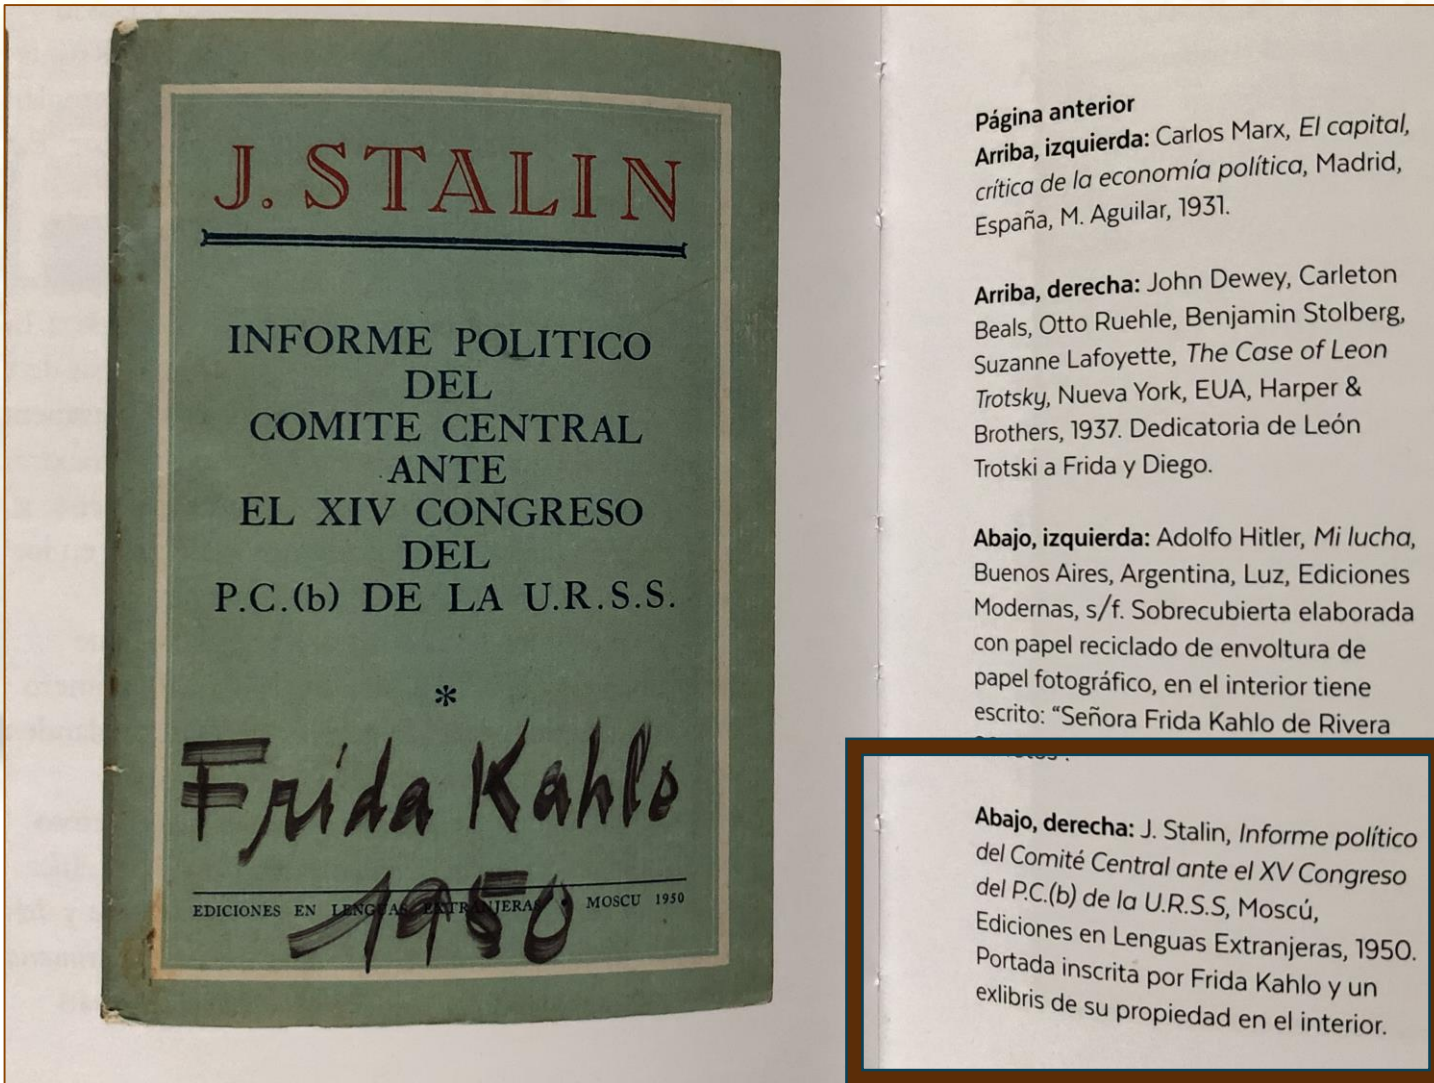 J. STALIN
INFORME POLITICO
DEL
COMITE CENTRAL
ANTE
EL XIV CONGRESO
DEL
P.C.(b) DE LA U.R.S.S.
*
Frida Kahlo
1950
EDICIONES EN LENGUAS EXTRANJERAS • MOSCU 1950
Página anterior
Arriba, izquierda: Carlos Marx, El capital,
crítica de la economía política, Madrid,
España, M. Aguilar, 1931.
Arriba, derecha: John Dewey, Carleton
Beals, Otto Ruehle, Benjamin Stolberg,
Suzanne Lafoyette, The Case of Leon
Trotsky, Nueva York, EUA, Harper &
Brothers, 1937. Dedicatoria de León
Trotski a Frida y Diego.
Abajo, izquierda: Adolfo Hitler, Mi lucha,
Buenos Aires, Argentina, Luz, Ediciones
Modernas, s/f. Sobrecubierta elaborada
con papel reciclado de envoltura de
papel fotográfico, en el interior tiene
escrito: “Señora Frida Kahlo de Rivera
Abajo, derecha: J. Stalin, Informe político
del Comité Central ante el XV Congreso
del P.C.(b) de la U.R.S.S, Moscú,
Ediciones en Lenguas Extranjeras, 1950.
Portada inscrita por Frida Kahlo y un
exlibris de su propiedad en el interior.